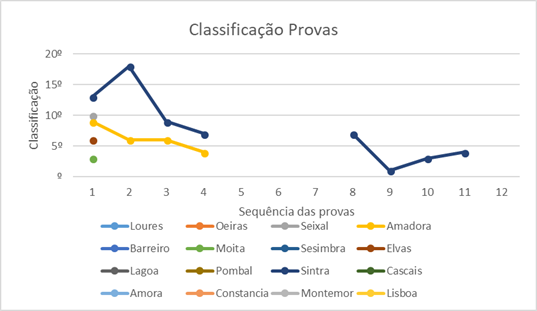 Classificação Provas
20º
15º
10º
5º
º
Classificação
1 2 3 4 5 6 7 8 9 10 11 12
Sequência das provas
Loures Oeiras Seixal Amadora
Barreiro Moita Sesimbra Elvas
Lagoa Pombal Sintra Cascais
Amora Constancia Montemor Lisboa